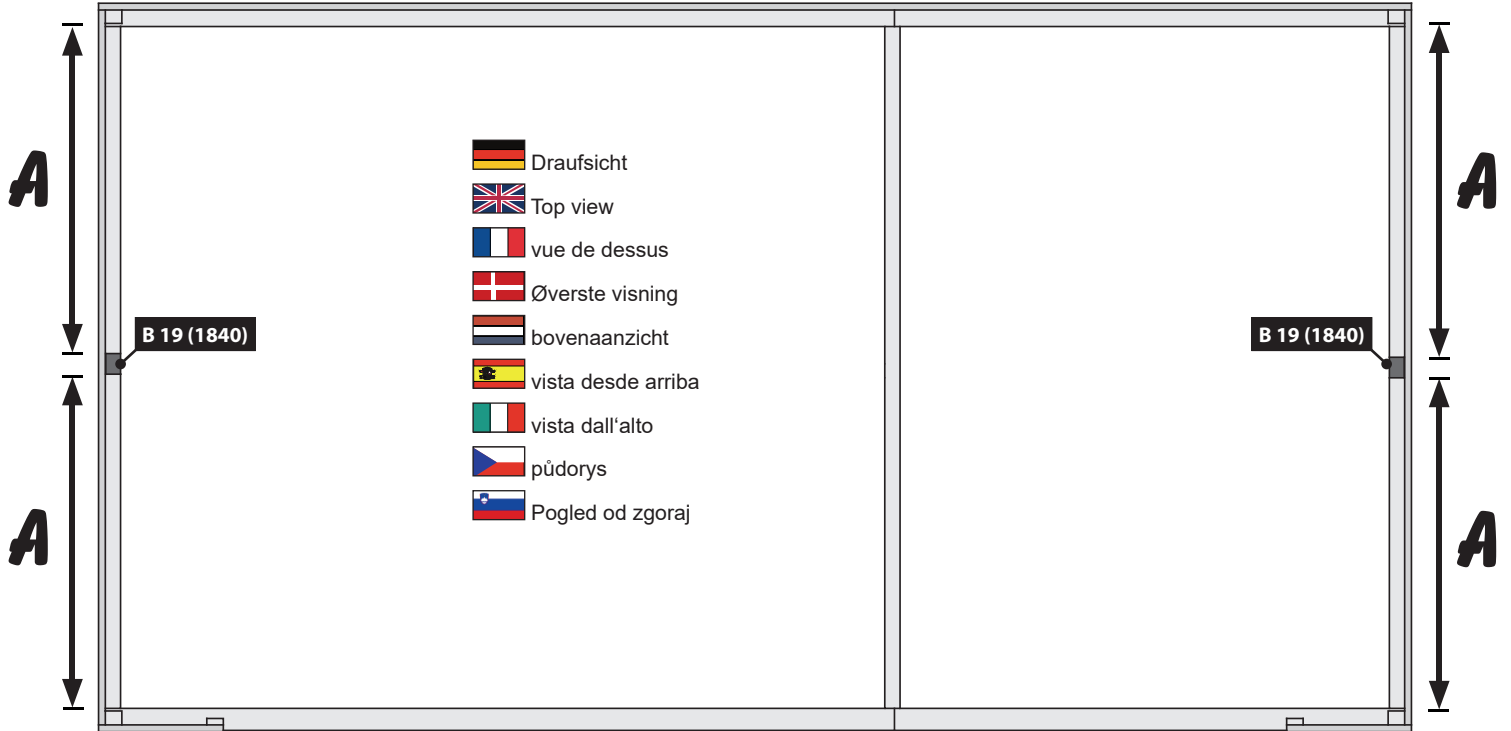 A
A
Draufsicht
Top view
vue de dessus
Øverste visning
B 19 (1840)
bovenaanzicht
B 19 (1840)
vista desde arriba
vista dall‘alto
půdorys
Pogled od zgoraj
A
A